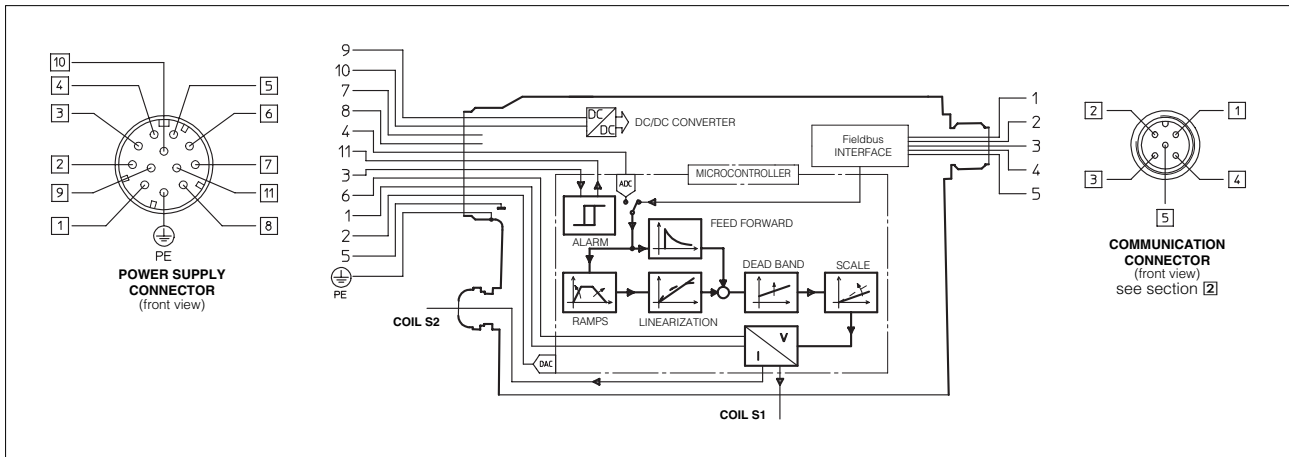 10
4
3
2
9
1
5
6
7
11
8
PE
POWER SUPPLY
CONNECTOR
(front view)
9
10
7
8
4
11
3
6
1
2
5
PE
COIL S2
DC
DC
DC/DC CONVERTER
Fieldbus
INTERFACE
MICROCONTROLLER
ADC
ALARM
FEED FORWARD
DEAD BAND
SCALE
RAMPS
LINEARIZATION
V
I
DAC
COIL S1
1
2
3
4
5
2
1
3
4
5
COMMUNICATION
CONNECTOR
(front view)
see section 2